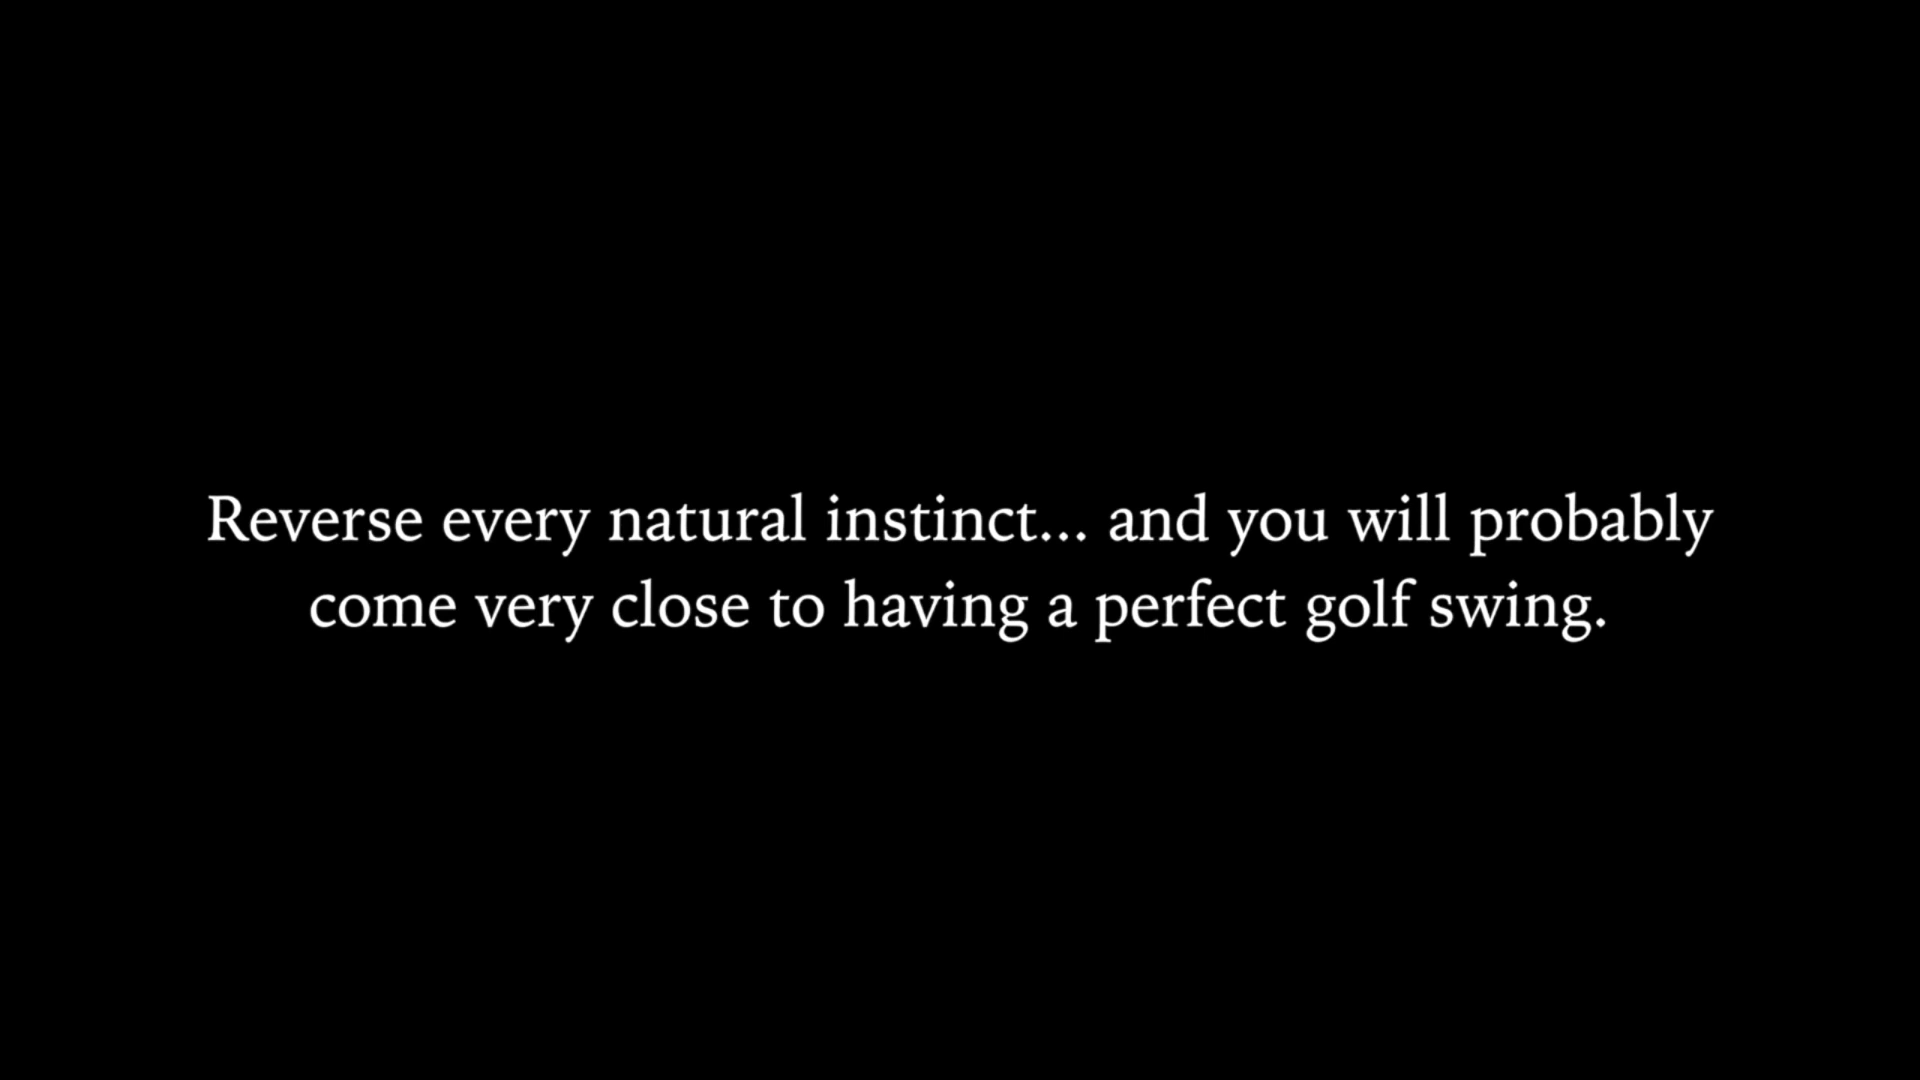 Reverse every natural instinct... and you will probably
come very close to having a perfect golf swing.